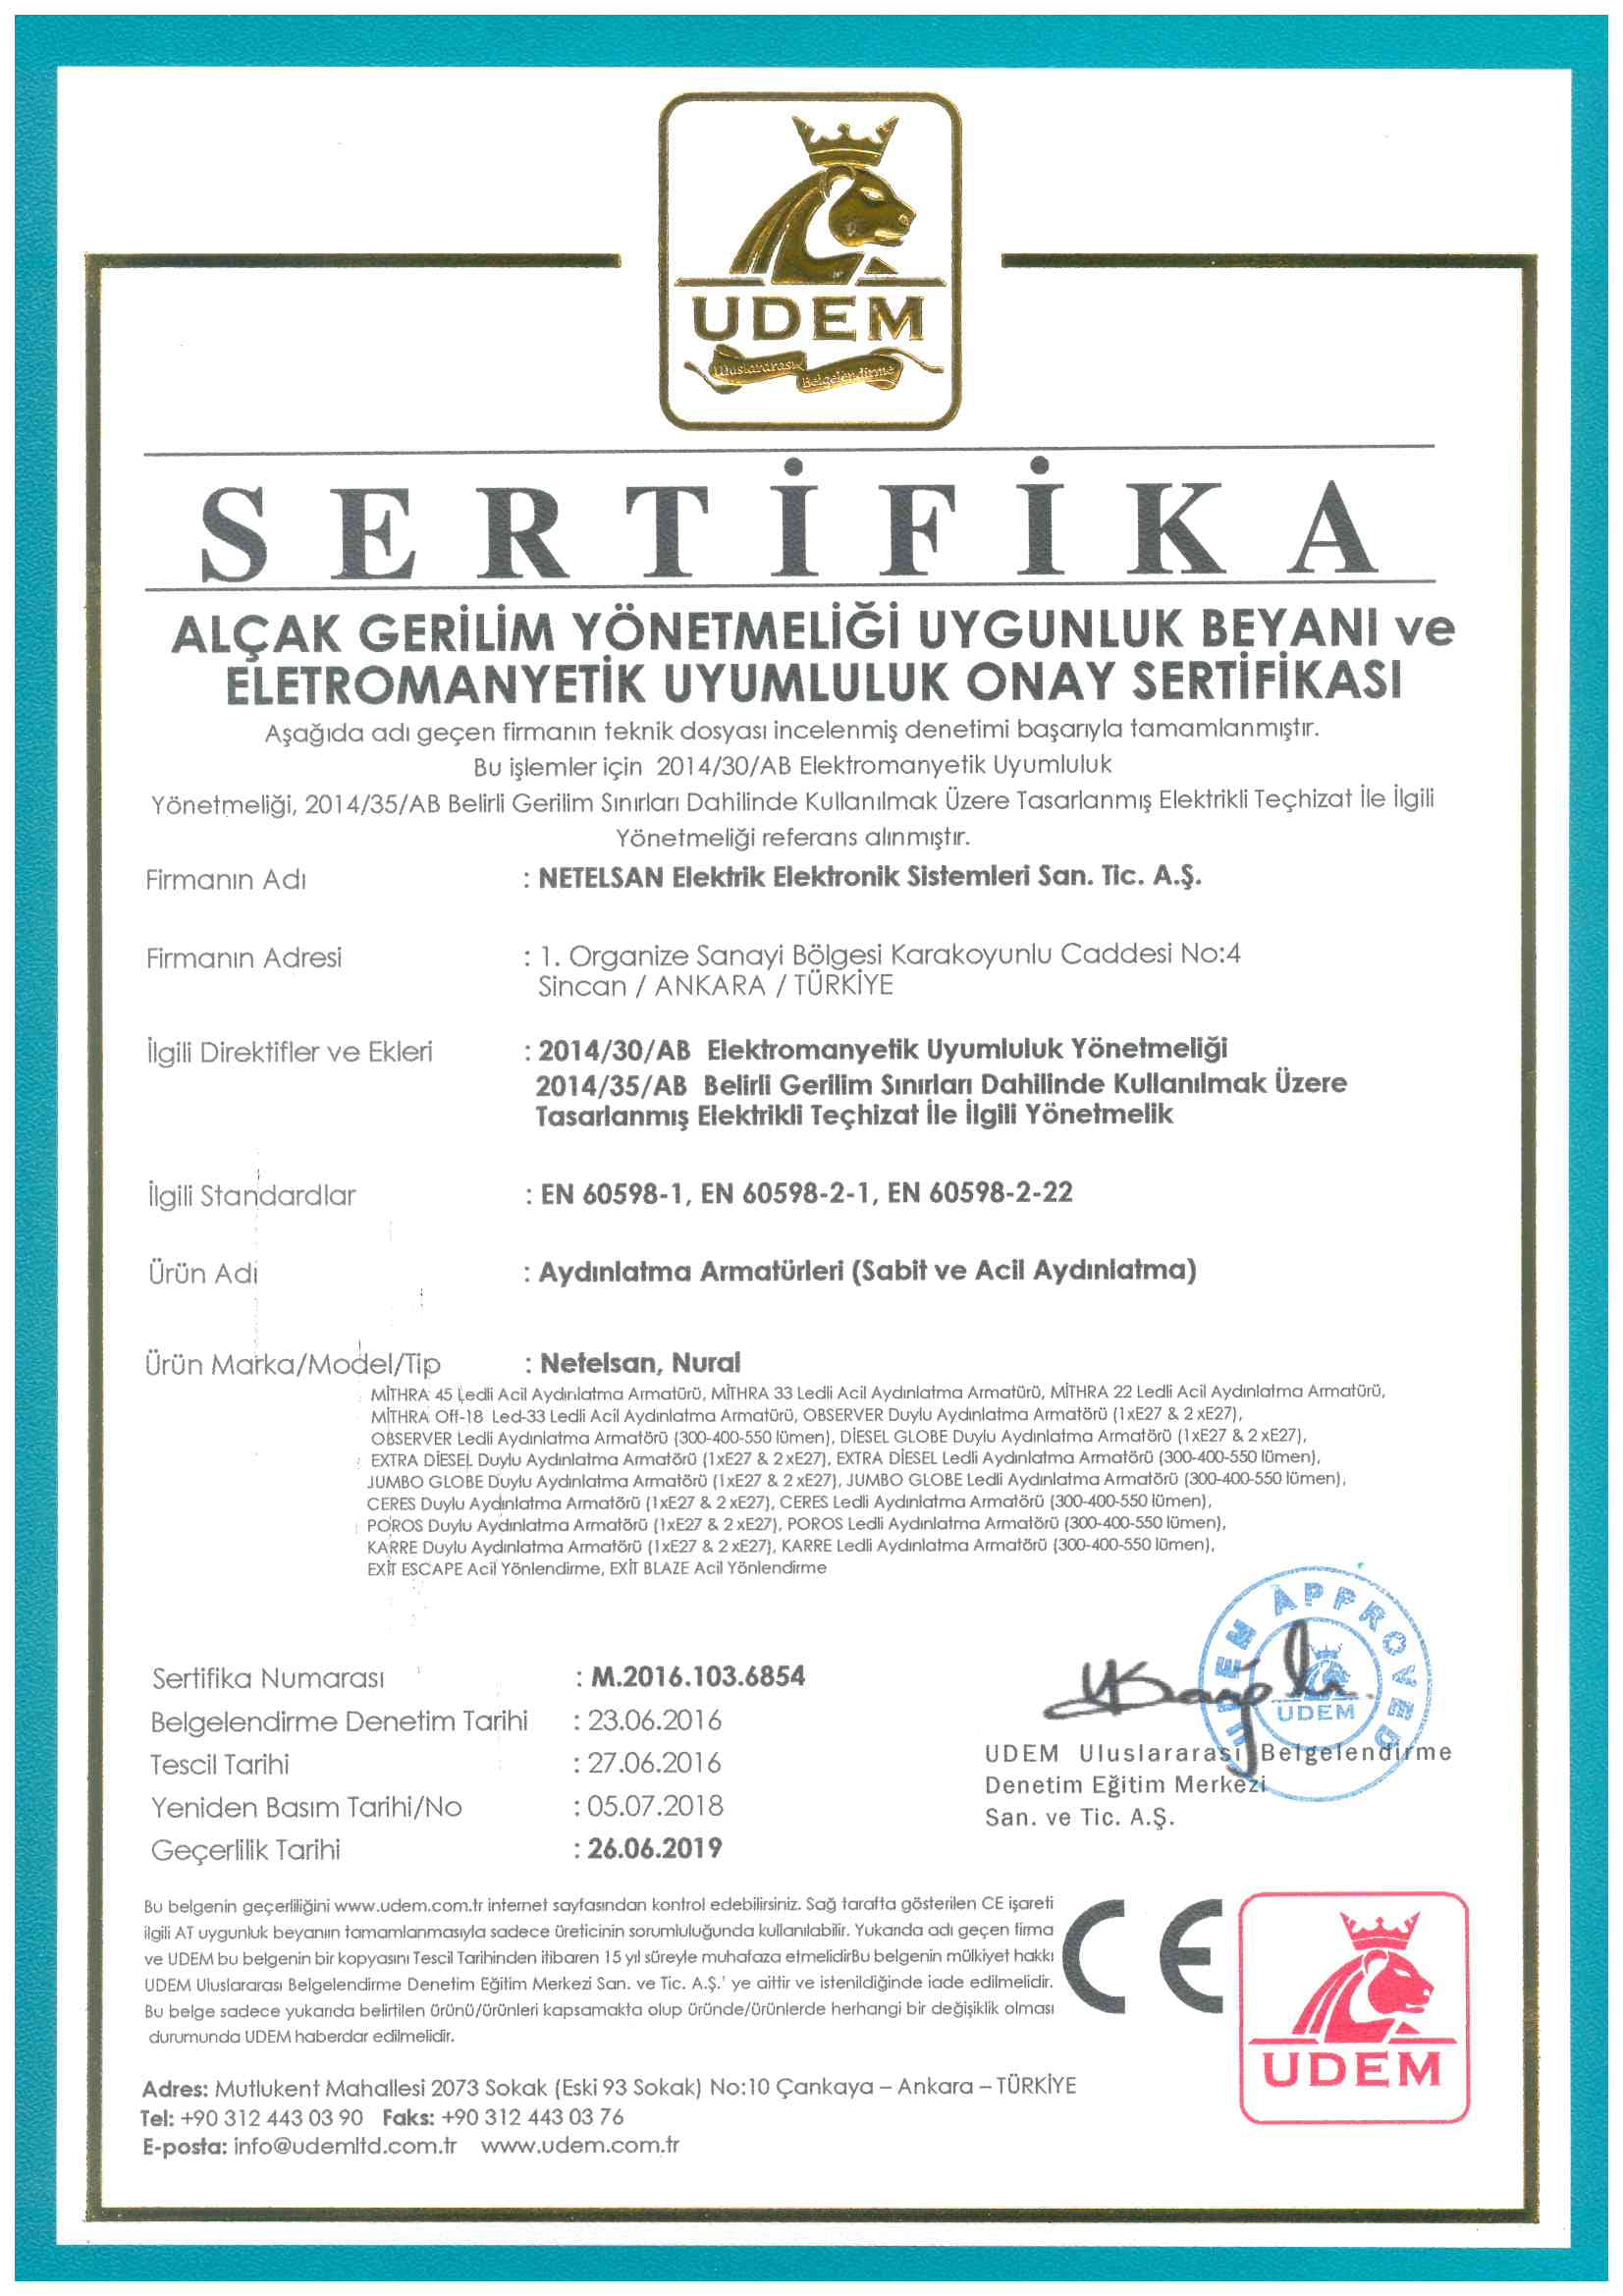 UDEM
Uluslararası Belgelendirme
SERTİFİKA
ALÇAK GERİLİM YÖNETMELİĞİ UYGUNLUK BEYANI ve
ELETROMANYETİK UYUMLULUK ONAY SERTİFİKASI
Aşağıda adı geçen firmanın teknik dosyası incelenmiş denetimi başarıyla tamamlanmıştır.
Bu işlemler için 2014/30/AB Elektromanyetik Uyumluluk
Yönetmeliği, 2014/35/AB Belirli Gerilim Sınırları Dahilinde Kullanılmak Üzere Tasarlanmış Elektrikli Teçhizat İle İlgili
Yönetmeliği referans alınmıştır.
Firmanın Adı : NETELSAN Elektrik Elektronik Sistemleri San. Tic. A.Ş.
Firmanın Adresi : 1. Organize Sanayi Bölgesi Karakoyunlu Caddesi No:4
Sincan / ANKARA / TÜRKİYE
İlgili Direktifler ve Ekleri : 2014/30/AB Elektromanyetik Uyumluluk Yönetmeliği
2014/35/AB Belirli Gerilim Sınırları Dahilinde Kullanılmak Üzere
Tasarlanmış Elektrikli Teçhizat İle İlgili Yönetmelik
İlgili Standardlar : EN 60598-1, EN 60598-2-1, EN 60598-2-22
Ürün Adı : Aydınlatma Armatürleri (Sabit ve Acil Aydınlatma)
Ürün Marka/Model/Tip : Netelsan, Nural
MİTHRA 45 Ledli Acil Aydınlatma Armatürü, MİTHRA 33 Ledli Acil Aydınlatma Armatürü, MİTHRA 22 Ledli Acil Aydınlatma Armatürü,
MİTHRA Off-18 Led-33 Ledli Acil Aydınlatma Armatürü, OBSERVER Duylu Aydınlatma Armatörü (1xE27 & 2 xE27),
OBSERVER Ledli Aydınlatma Armatörü (300-400-550 lümen), DİESEL GLOBE Duylu Aydınlatma Armatörü (1xE27 & 2 xE27),
EXTRA DİESEL Duylu Aydınlatma Armatörü (1xE27 & 2 xE27), EXTRA DİESEL Ledli Aydınlatma Armatörü (300-400-550 lümen),
JUMBO GLOBE Duylu Aydınlatma Armatörü (1xE27 & 2 xE27), JUMBO GLOBE Ledli Aydınlatma Armatörü (300-400-550 lümen),
CERES Duylu Aydınlatma Armatörü (1xE27 & 2 xE27), CERES Ledli Aydınlatma Armatörü (300-400-550 lümen),
POROS Duylu Aydınlatma Armatörü (1xE27 & 2 xE27), POROS Ledli Aydınlatma Armatörü (300-400-550 lümen),
KARRE Duylu Aydınlatma Armatörü (1xE27 & 2 xE27), KARRE Ledli Aydınlatma Armatörü (300-400-550 lümen),
EXİT ESCAPE Acil Yönlendirme, EXİT BLAZE Acil Yönlendirme
Sertifika Numarası : M.2016.103.6854
Belgelendirme Denetim Tarihi : 23.06.2016
Tescil Tarihi : 27.06.2016
Yeniden Basım Tarihi/No : 05.07.2018
Geçerlilik Tarihi : 26.06.2019
UDEM APPROVED
UDEM
UDEM Uluslararası Belgelendirme
Denetim Eğitim Merkezi
San. ve Tic. A.Ş.
Bu belgenin geçerliliğini www.udem.com.tr internet sayfasından kontrol edebilirsiniz. Sağ tarafta gösterilen CE işareti
ilgili AT uygunluk beyanıın tamamlanmasıyla sadece üreticinin sorumluluğunda kullanılabilir. Yukarıda adı geçen firma
ve UDEM bu belgenin bir kopyasını Tescil Tarihinden itibaren 15 yıl süreyle muhafaza etmelidirBu belgenin mülkiyet hakkı
UDEM Uluslararası Belgelendirme Denetim Eğitim Merkezi San. ve Tic. A.Ş.' ye aittir ve istenildiğinde iade edilmelidir.
Bu belge sadece yukarıda belirtilen ürünü/ürünleri kapsamakta olup üründe/ürünlerde herhangi bir değişiklik olması
durumunda UDEM haberdar edilmelidir.
CE
UDEM
Adres: Mutlukent Mahallesi 2073 Sokak (Eski 93 Sokak) No:10 Çankaya – Ankara – TÜRKİYE
Tel: +90 312 443 03 90 Faks: +90 312 443 03 76
E-posta: info@udemltd.com.tr www.udem.com.tr